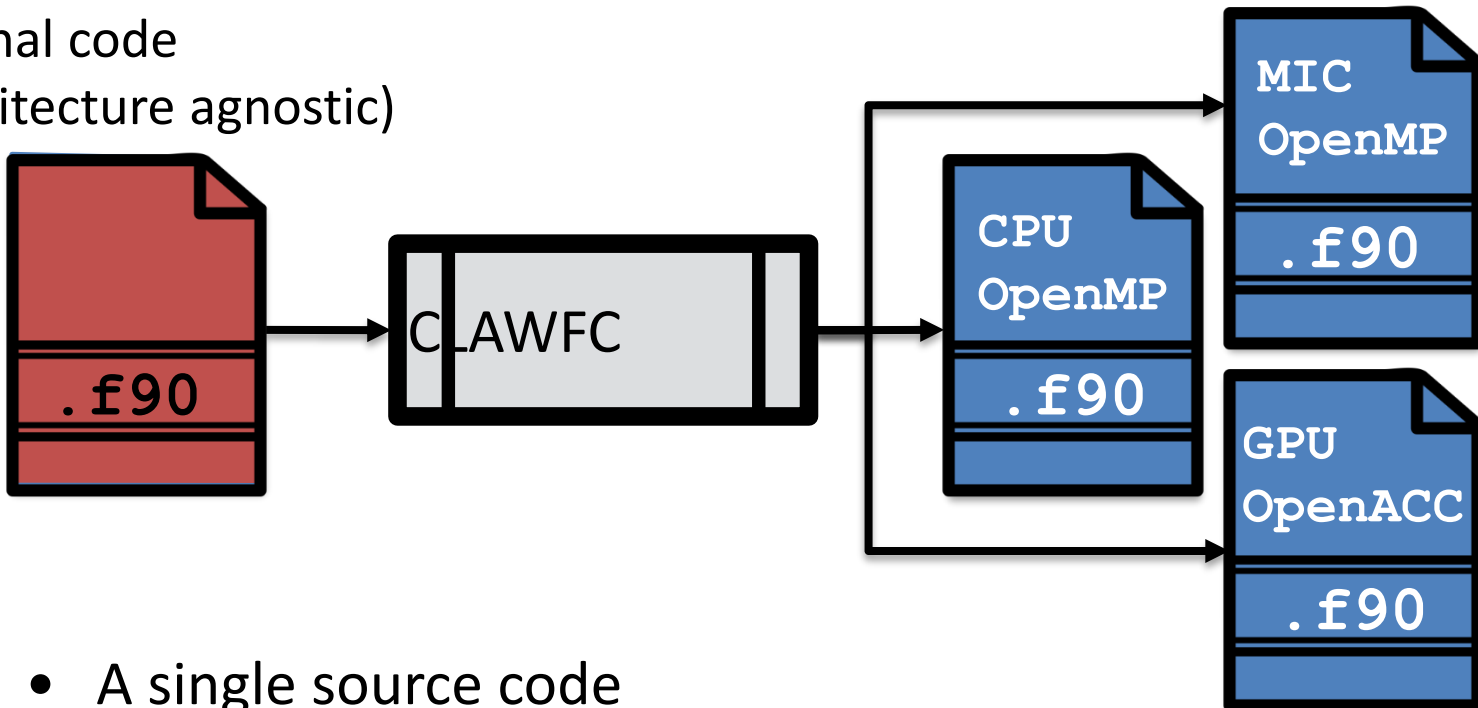 nal code
itecture agnostic)
.f90
CLAWFC
CPU
OpenMP
.f90
MIC
OpenMP
.f90
GPU
OpenACC
.f90
• A single source code